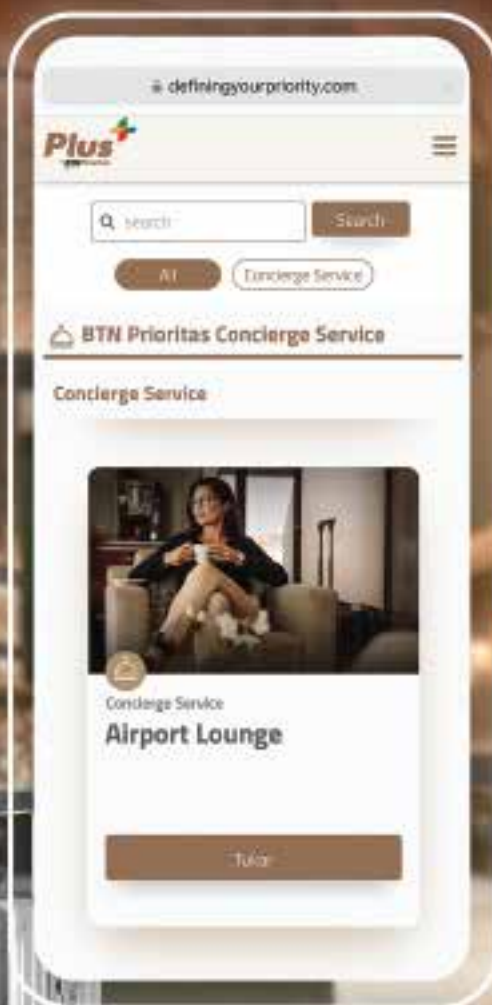 definingyourpriority.com
Plus
search
Search
All
Concierge Service
BTN Prioritas Concierge Service
Concierge Service
Concierge Service
Airport Lounge
Tukar